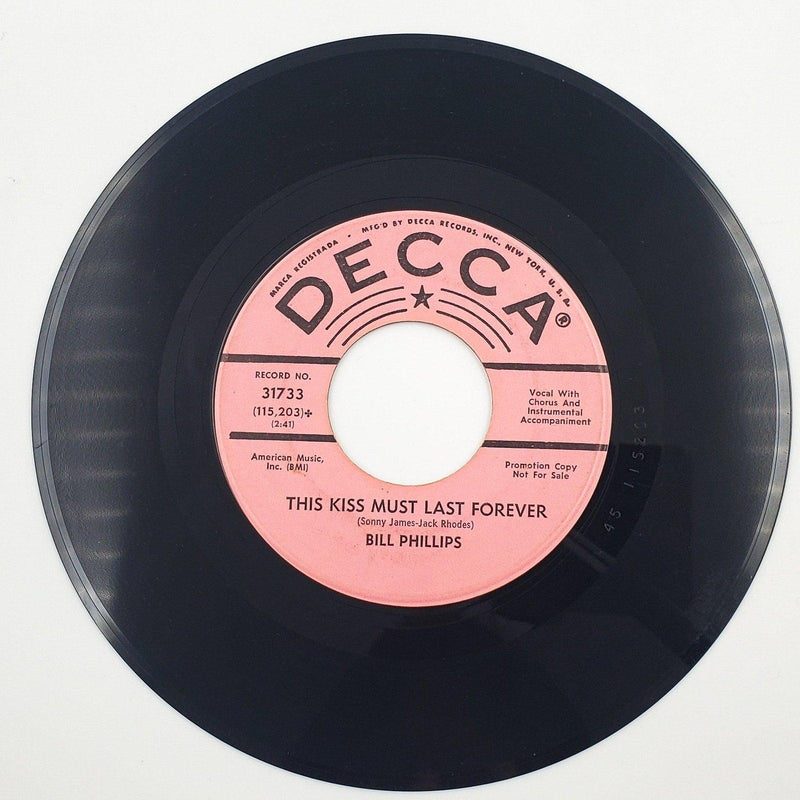 MARCA REGISTRADA • MFG'D BY DECCA RECORDS, INC., NEW YORK, U. S. A.
DECCA®
RECORD NO.
31733
(115,203)✢
(2:41)
Vocal With
Chorus And
Instrumental
Accompaniment
American Music,
Inc. (BMI)
Promotion Copy
Not For Sale
THIS KISS MUST LAST FOREVER
(Sonny James-Jack Rhodes)
BILL PHILLIPS
45 115203